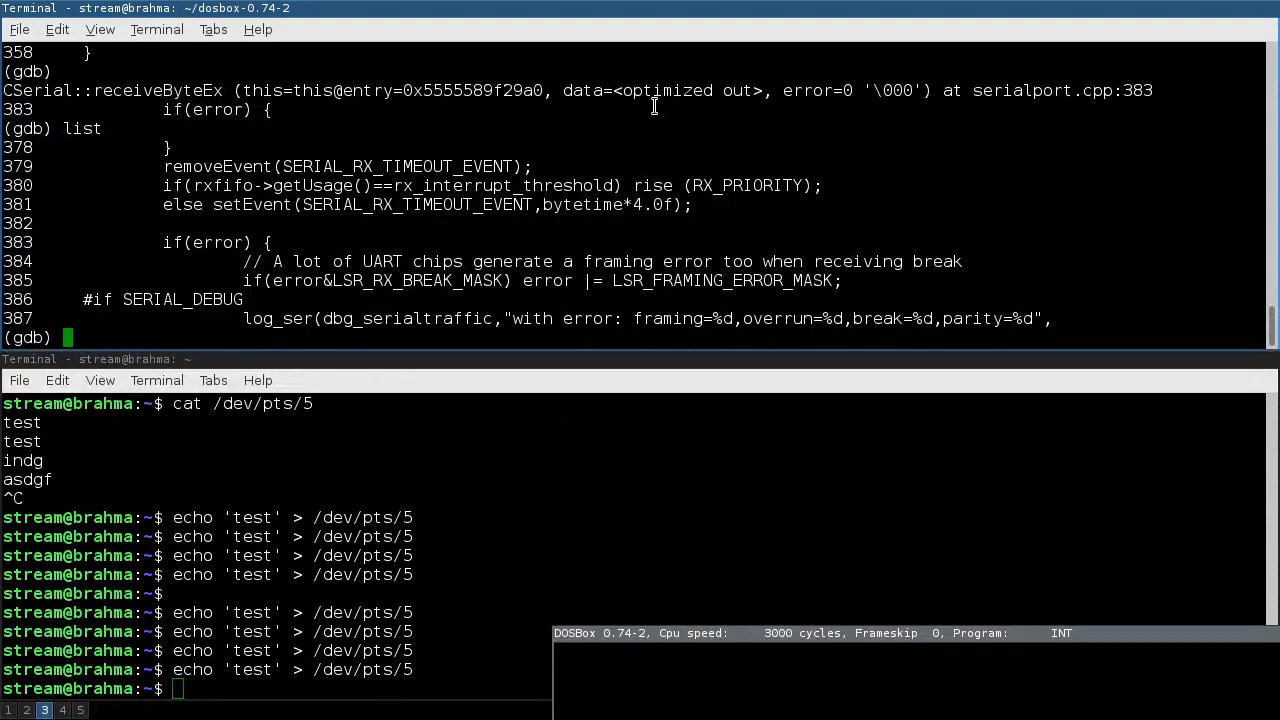 Terminal - stream@brahma: ~/dosbox-0.74-2
File Edit View Terminal Tabs Help
358 }
(gdb)
CSerial::receiveByteEx (this=this@entry=0x5555589f29a0, data=<optimized out>, error=0 '\000') at serialport.cpp:383
383 if(error) {
(gdb) list
378 }
379 removeEvent(SERIAL_RX_TIMEOUT_EVENT);
380 if(rxfifo->getUsage()==rx_interrupt_threshold) rise (RX_PRIORITY);
381 else setEvent(SERIAL_RX_TIMEOUT_EVENT,bytetime*4.0f);
382
383 if(error) {
384 // A lot of UART chips generate a framing error too when receiving break
385 if(error&LSR_RX_BREAK_MASK) error |= LSR_FRAMING_ERROR_MASK;
386 #if SERIAL_DEBUG
387 log_ser(dbg_serialtraffic,"with error: framing=%d,overrun=%d,break=%d,parity=%d",
(gdb)
Terminal - stream@brahma: ~
File Edit View Terminal Tabs Help
stream@brahma:~$ cat /dev/pts/5
test
test
indg
asdgf
^C
stream@brahma:~$ echo 'test' > /dev/pts/5
stream@brahma:~$ echo 'test' > /dev/pts/5
stream@brahma:~$ echo 'test' > /dev/pts/5
stream@brahma:~$ echo 'test' > /dev/pts/5
stream@brahma:~$
stream@brahma:~$ echo 'test' > /dev/pts/5
stream@brahma:~$ echo 'test' > /dev/pts/5
stream@brahma:~$ echo 'test' > /dev/pts/5
stream@brahma:~$ echo 'test' > /dev/pts/5
stream@brahma:~$
DOSBox 0.74-2, Cpu speed: 3000 cycles, Frameskip 0, Program: INT
1 2 3 4 5